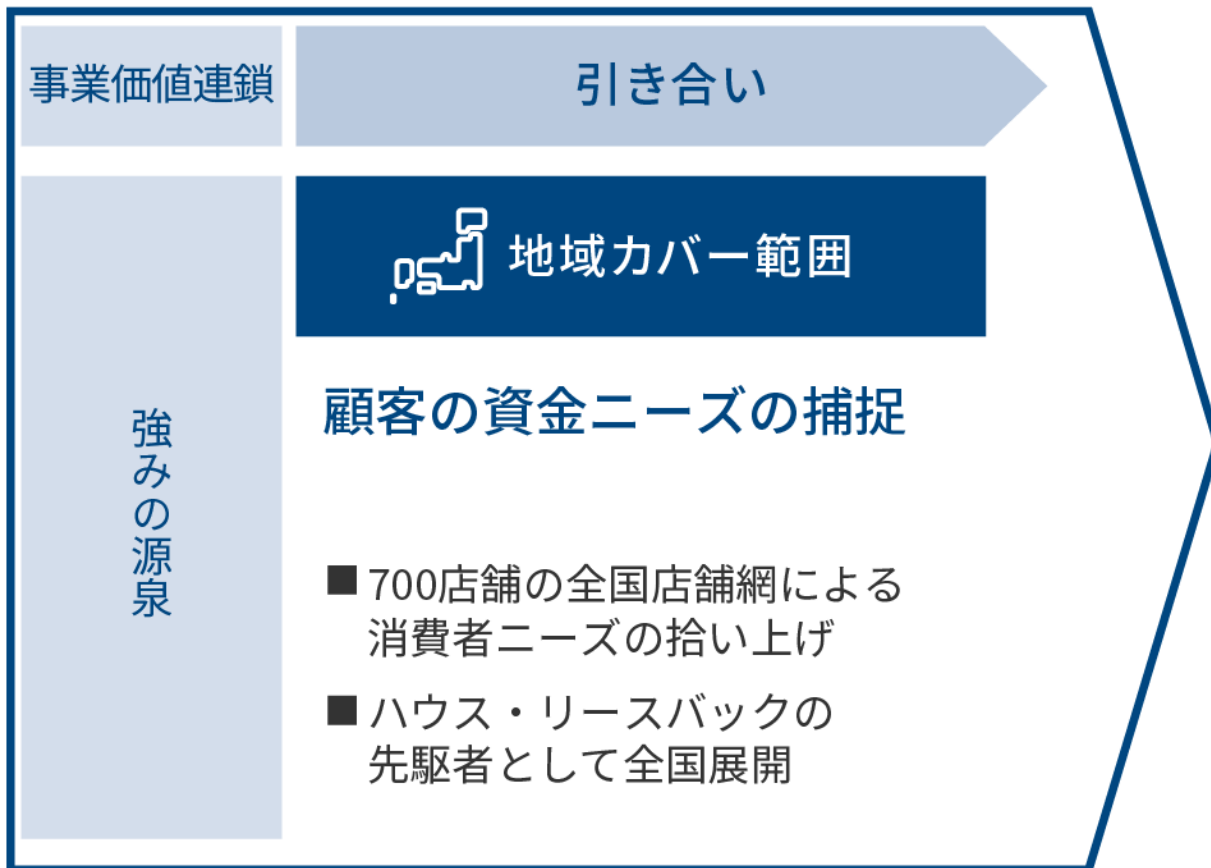 事業価値連鎖
引き合い
地域カバー範囲
強みの源泉
顧客の資金ニーズの捕捉
■ 700店舗の全国店舗網による
消費者ニーズの拾い上げ
■ ハウス・リースバックの
先駆者として全国展開